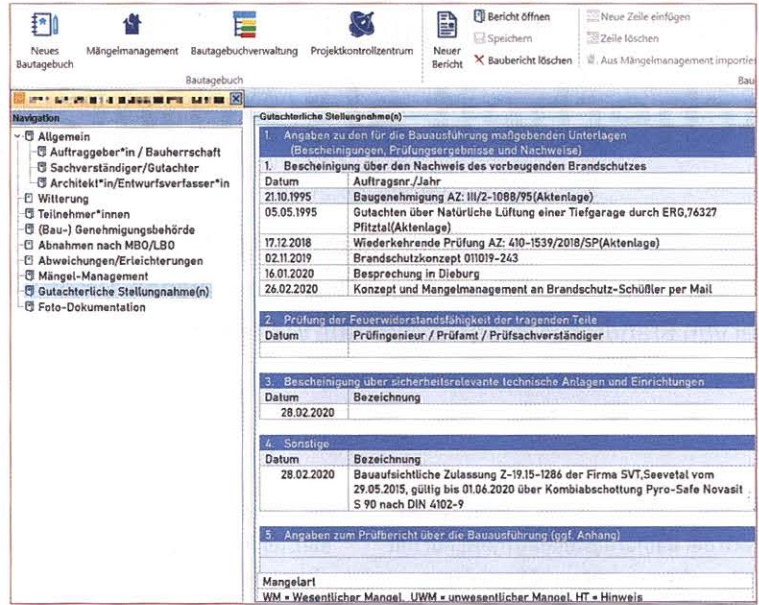 Neues
Bautagebuch
Mängelmanagement
Bautagebuchverwaltung
Projektkontrollzentrum
Neuer
Bericht
Bericht öffnen
Speichern
Baubericht löschen
Neue Zeile einfügen
Zeile löschen
Aus Mängelmanagement importie
Bautagebuch
Bau
Navigation
Allgemein
Auftraggeber*in / Bauherrschaft
Sachverständiger/Gutachter
Architekt*in/Entwurfsverfasser*in
Witterung
Teilnehmer*innen
(Bau-) Genehmigungsbehörde
Abnahmen nach MBO/LBO
Abweichungen/Erleichterungen
Mängel-Management
Gutachterliche Stellungnahme(n)
Foto-Dokumentation
Gutachterliche Stellungnahme(n)
1. Angaben zu den für die Bauausführung maßgebenden Unterlagen
(Bescheinigungen, Prüfungsergebnisse und Nachweise)
1. Bescheinigung über den Nachweis des vorbeugenden Brandschutzes
Datum Auftragsnr./Jahr
21.10.1995 Baugenehmigung AZ: III/2-1088/95(Aktenlage)
05.05.1995 Gutachten über Natürliche Lüftung einer Tiefgarage durch ERG,76327
Pfitztal(Aktenlage)
17.12.2018 Wiederkehrende Prüfung AZ: 410-1539/2018/SP(Aktenlage)
02.11.2019 Brandschutzkonzept 011019-243
16.01.2020 Besprechung in Dieburg
26.02.2020 Konzept und Mangelmanagement an Brandschutz-Schüßler per Mail
2. Prüfung der Feuerwiderstandsfähigkeit der tragenden Teile
Datum Prüfingenieur / Prüfamt / Prüfsachverständiger
3. Bescheinigung über sicherheitsrelevante technische Anlagen und Einrichtungen
Datum Bezeichnung
28.02.2020
4. Sonstige
Datum Bezeichnung
28.02.2020 Bauaufsichtliche Zulassung Z-19.15-1286 der Firma SVT,Seevetal vom
29.05.2015, gültig bis 01.06.2020 über Kombiabschottung Pyro-Safe Novasit
S 90 nach DIN 4102-9
5. Angaben zum Prüfbericht über die Bauausführung (ggf. Anhang)
Mangelart
WM = Wesentlicher Mangel, UWM = unwesentlicher Mangel, HT = Hinweis